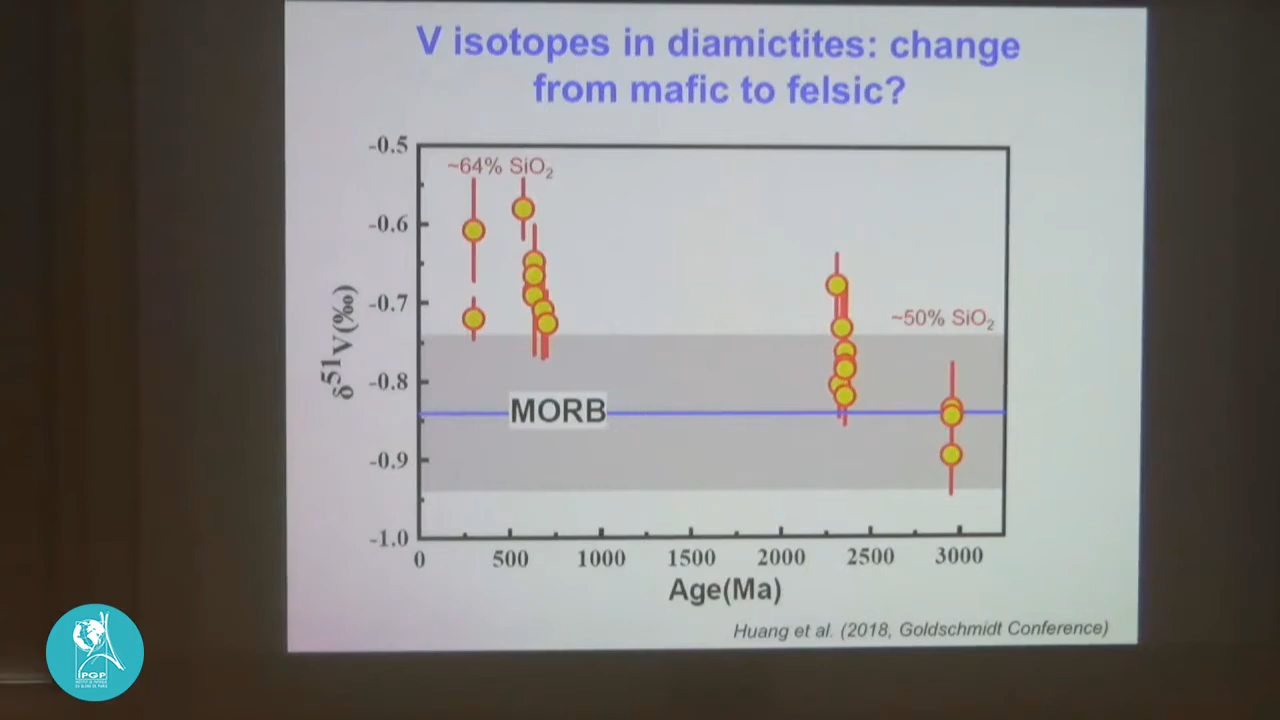 V isotopes in diamictites: change
from mafic to felsic?
~64% SiO₂
~50% SiO₂
MORB
δ⁵¹V(‰)
-0.5
-0.6
-0.7
-0.8
-0.9
-1.0
0 500 1000 1500 2000 2500 3000
Age(Ma)
Huang et al. (2018, Goldschmidt Conference)
IPGP